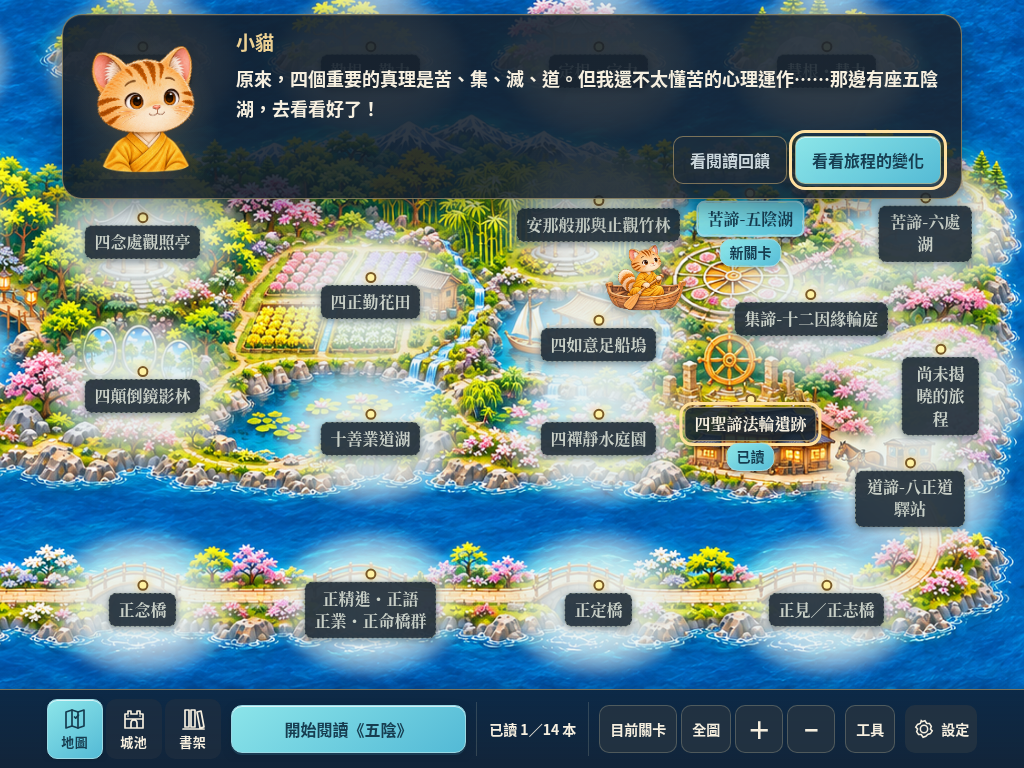 小貓
原來，四個重要的真理是苦、集、滅、道。但我還不太懂苦的心理運作⋯⋯那邊有座五陰
湖，去看看好了！
看閱讀回饋
看看旅程的變化
四念處觀照亭
安那般那與止觀竹林
苦諦-五陰湖
新關卡
苦諦-六處
湖
四正勤花田
集諦-十二因緣輪庭
四如意足船塢
四顛倒鏡影林
尚未揭
曉的旅
程
十善業道湖
四禪靜水庭園
四聖諦法輪遺跡
已讀
道諦-八正道
驛站
正念橋
正精進・正語
正業・正命橋群
正定橋
正見／正志橋
地圖
城池
書架
開始閱讀《五陰》
已讀 1／14 本
目前關卡
全圖
＋
－
工具
設定